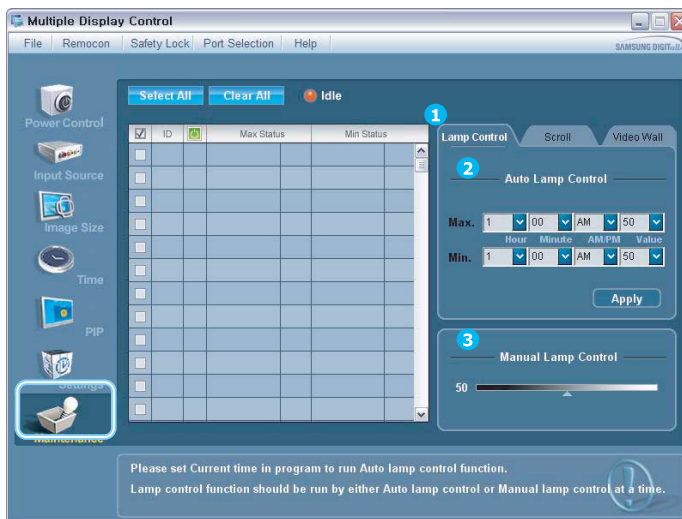 Multiple Display Control
File Remocon Safety Lock Port Selection Help
SAMSUNG DIGITall
Select All Clear All Idle
Power Control
Input Source
Image Size
Time
PIP
Settings
Maintenance
ID Max Status Min Status
1
Lamp Control Scroll Video Wall
2
Auto Lamp Control
Max. 1 00 AM 50
Hour Minute AM/PM Value
Min. 1 00 AM 50
Apply
3
Manual Lamp Control
50
Please set Current time in program to run Auto lamp control function.
Lamp control function should be run by either Auto lamp control or Manual lamp control at a time.